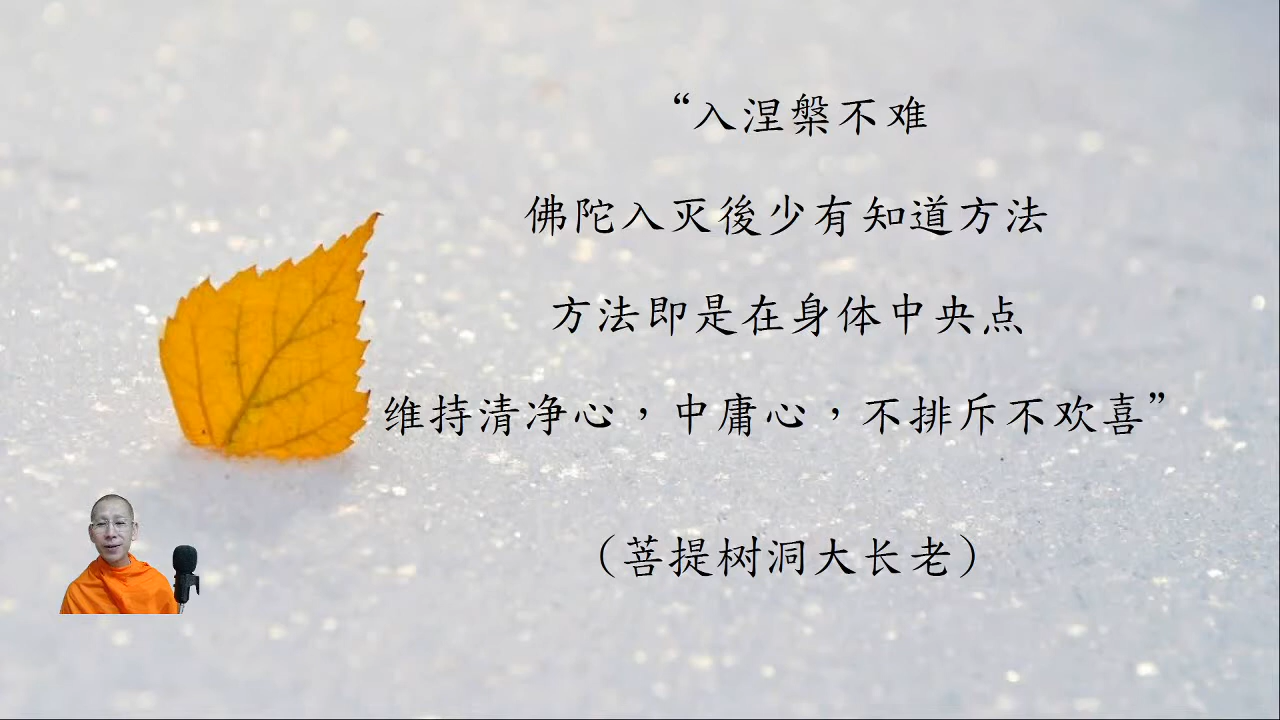 “入涅槃不难
佛陀入灭後少有知道方法
方法即是在身体中央点
维持清净心，中庸心，不排斥不欢喜”
（菩提树洞大长老）